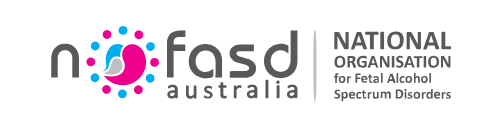 nofasd
australia
NATIONAL
ORGANISATION
for Fetal Alcohol
Spectrum Disorders